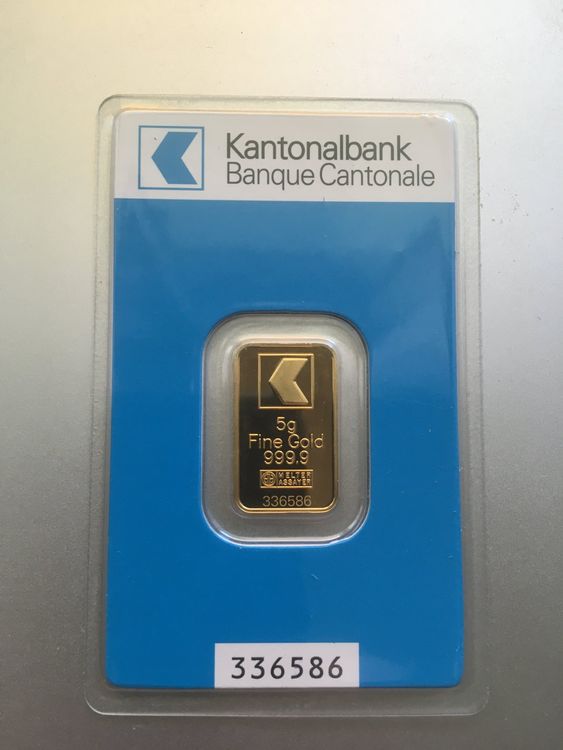 Kantonalbank
Banque Cantonale
5g
Fine Gold
999,9
MELTER
ASSAYER
336586
336586